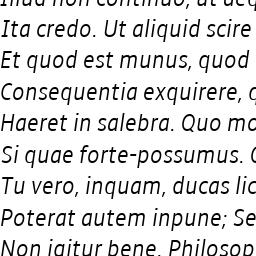 Illud non continuo, ut aeq
Ita credo. Ut aliquid scire
Et quod est munus, quod
Consequentia exquirere, q
Haeret in salebra. Quo mo
Si quae forte-possumus.
Tu vero, inquam, ducas lic
Poterat autem inpune; Se
Non igitur bene. Philosop